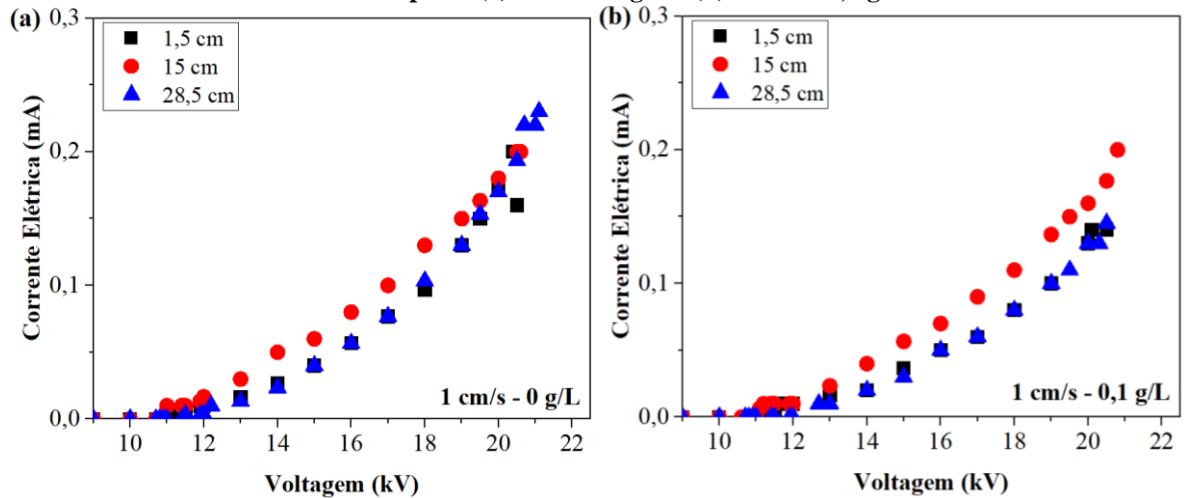 (a)
0,3
0,2
0,1
0,0
Corrente Elétrica (mA)
1,5 cm
15 cm
28,5 cm
1 cm/s - 0 g/L
10 12 14 16 18 20 22
Voltagem (kV)
(b)
0,3
0,2
0,1
0,0
Corrente Elétrica (mA)
1,5 cm
15 cm
28,5 cm
1 cm/s - 0,1 g/L
10 12 14 16 18 20 22
Voltagem (kV)